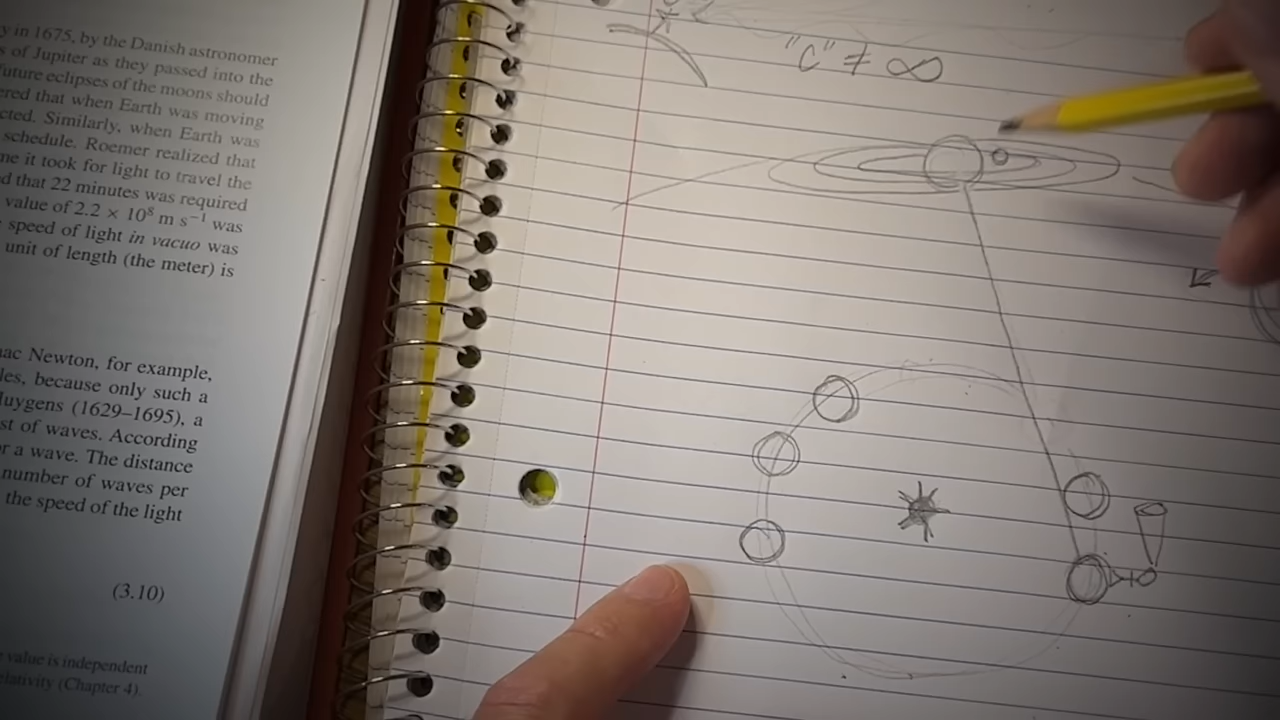 y in 1675, by the Danish astronomer
s of Jupiter as they passed into the
future eclipses of the moons should
ered that when Earth was moving
cted. Similarly, when Earth was
schedule. Roemer realized that
me it took for light to travel the
d that 22 minutes was required
value of 2.2 × 10⁸ m s⁻¹ was
speed of light in vacuo was
unit of length (the meter) is
aac Newton, for example,
les, because only such a
Huygens (1629–1695), a
st of waves. According
or a wave. The distance
number of waves per
the speed of the light
(3.10)
value is independent
elativity (Chapter 4).
"C" ≠ ∞